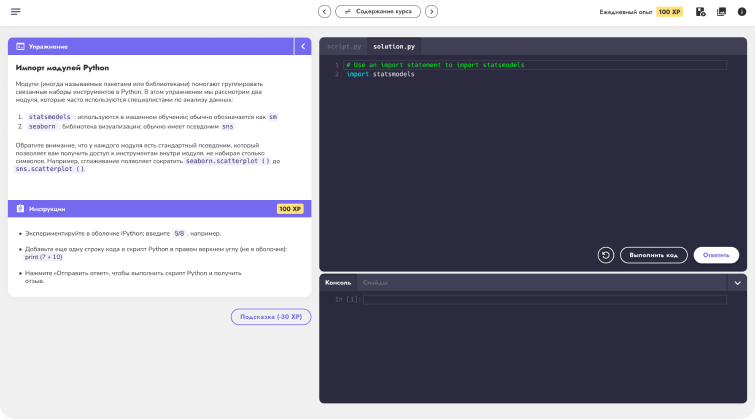 Содержание курса
Ежедневный опыт 100 XP
Упражнение
Импорт модулей Python
Модули (иногда называемые пакетами или библиотеками) помогают группировать
связанные наборы инструментов в Python. В этом упражнении мы рассмотрим два
модуля, которые часто используются специалистами по анализу данных:
1. statsmodels : используются в машинном обучении; обычно обозначается как sm
2. seaborn : библиотека визуализации; обычно имеет псевдоним sns
Обратите внимание, что у каждого модуля есть стандартный псевдоним, который
позволяет вам получить доступ к инструментам внутри модуля, не набирая столько
символов. Например, сглаживание позволяет сократить seaborn.scatterplot () до
sns.scatterplot ().
Инструкции 100 XP
• Экспериментируйте в оболочке IPython; введите 5/8 , например.
• Добавьте еще одну строку кода в скрипт Python в правом верхнем углу (не в оболочке):
print (7 + 10)
• Нажмите «Отправить ответ», чтобы выполнить скрипт Python и получить
отзыв.
Подсказка (-30 XP)
script.py solution.py
1 # Use an import statement to import statsmodels
2 import statsmodels
Выполнить код Ответить
Консоль Слайды
In [1]: